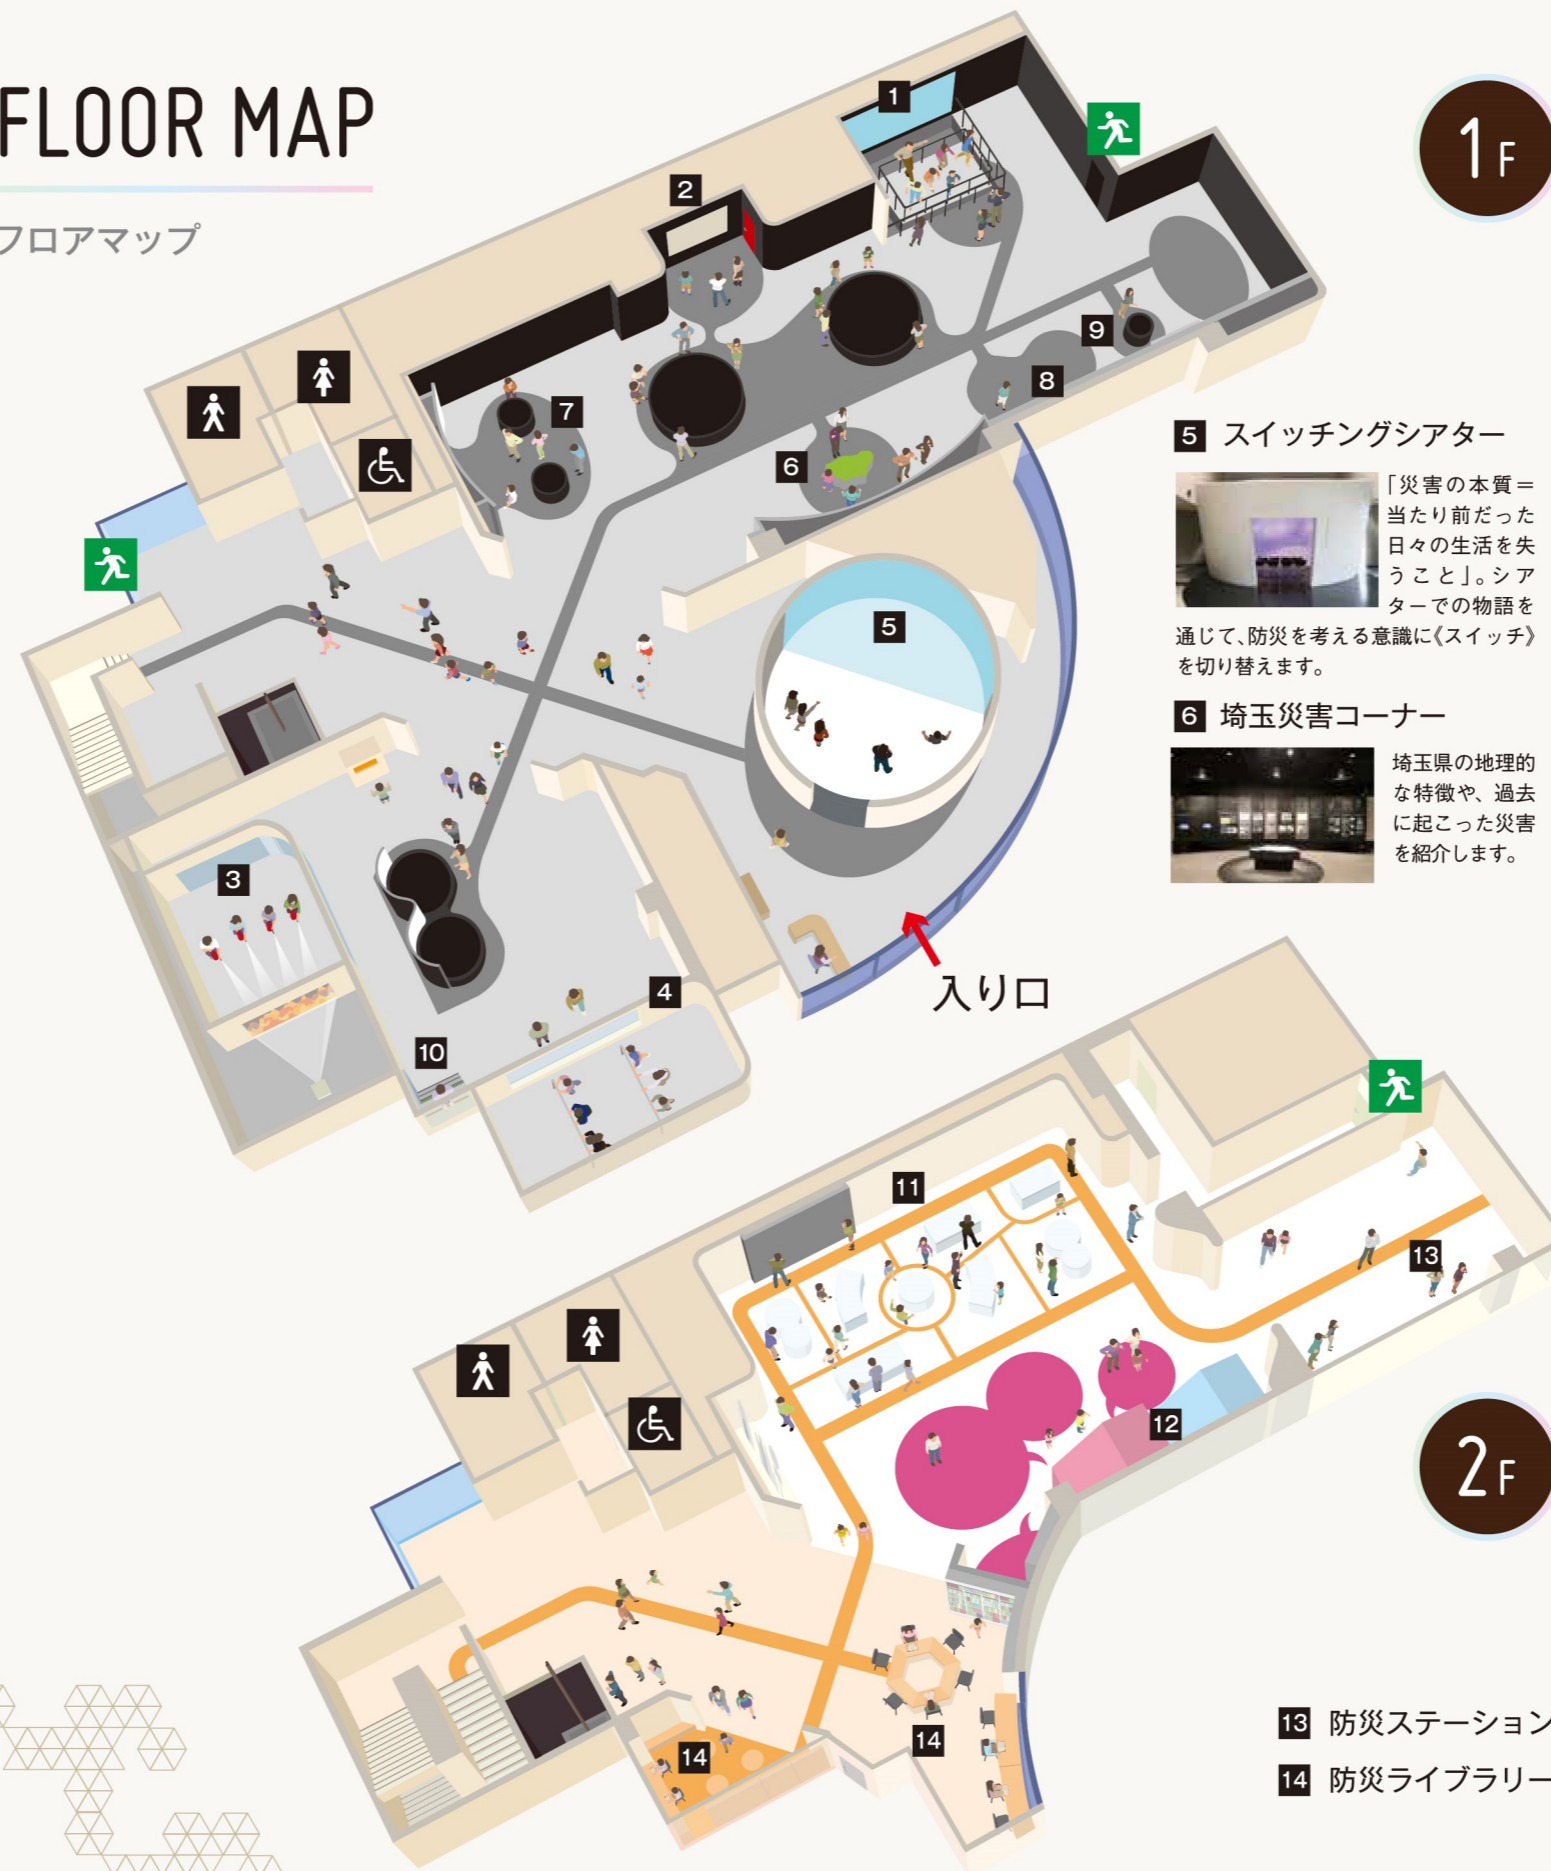 FLOOR MAP
フロアマップ
1F
1
2
3
4
5
6
7
8
9
10
入り口
5 スイッチングシアター
「災害の本質＝
当たり前だった
日々の生活を失
うこと」。シア
ターでの物語を
通じて、防災を考える意識に《スイッチ》
を切り替えます。
6 埼玉災害コーナー
埼玉県の地理的
な特徴や、過去
に起こった災害
を紹介します。
2F
11
12
13
14
14
13 防災ステーション
14 防災ライブラリー